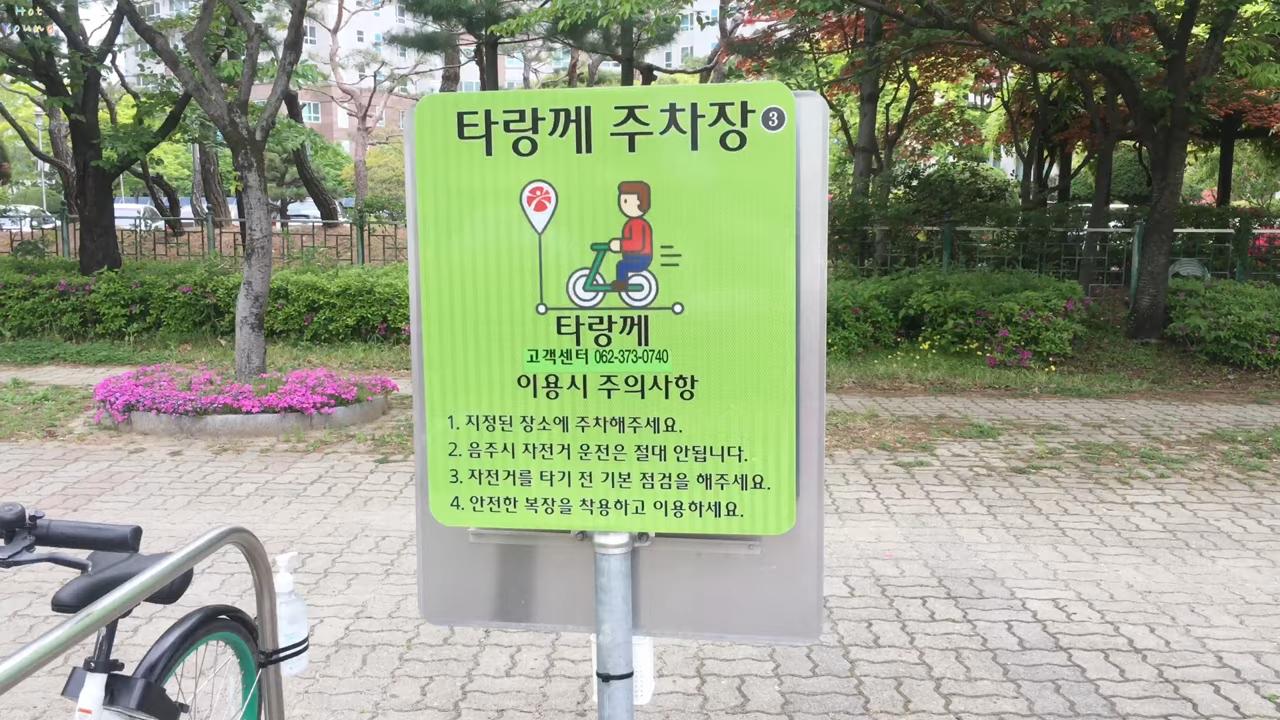 Hot
Young
타랑께 주차장 3
타랑께
고객센터 062-373-0740
이용시 주의사항
1. 지정된 장소에 주차해주세요.
2. 음주시 자전거 운전은 절대 안됩니다.
3. 자전거를 타기 전 기본 점검을 해주세요.
4. 안전한 복장을 착용하고 이용하세요.